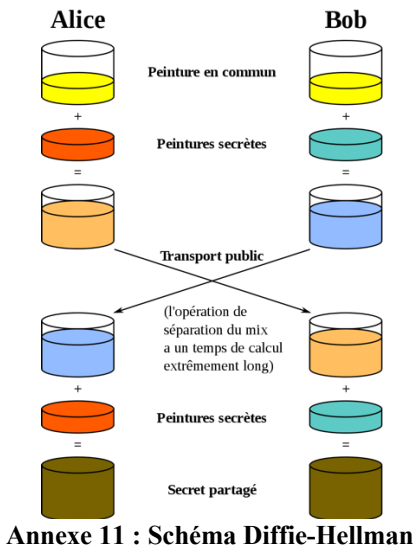 Alice Bob
Peinture en commun
+ +
Peintures secrètes
= =
Transport public
(l'opération de
séparation du mix
a un temps de calcul
extrêmement long)
+ +
Peintures secrètes
= =
Secret partagé
Annexe 11 : Schéma Diffie-Hellman